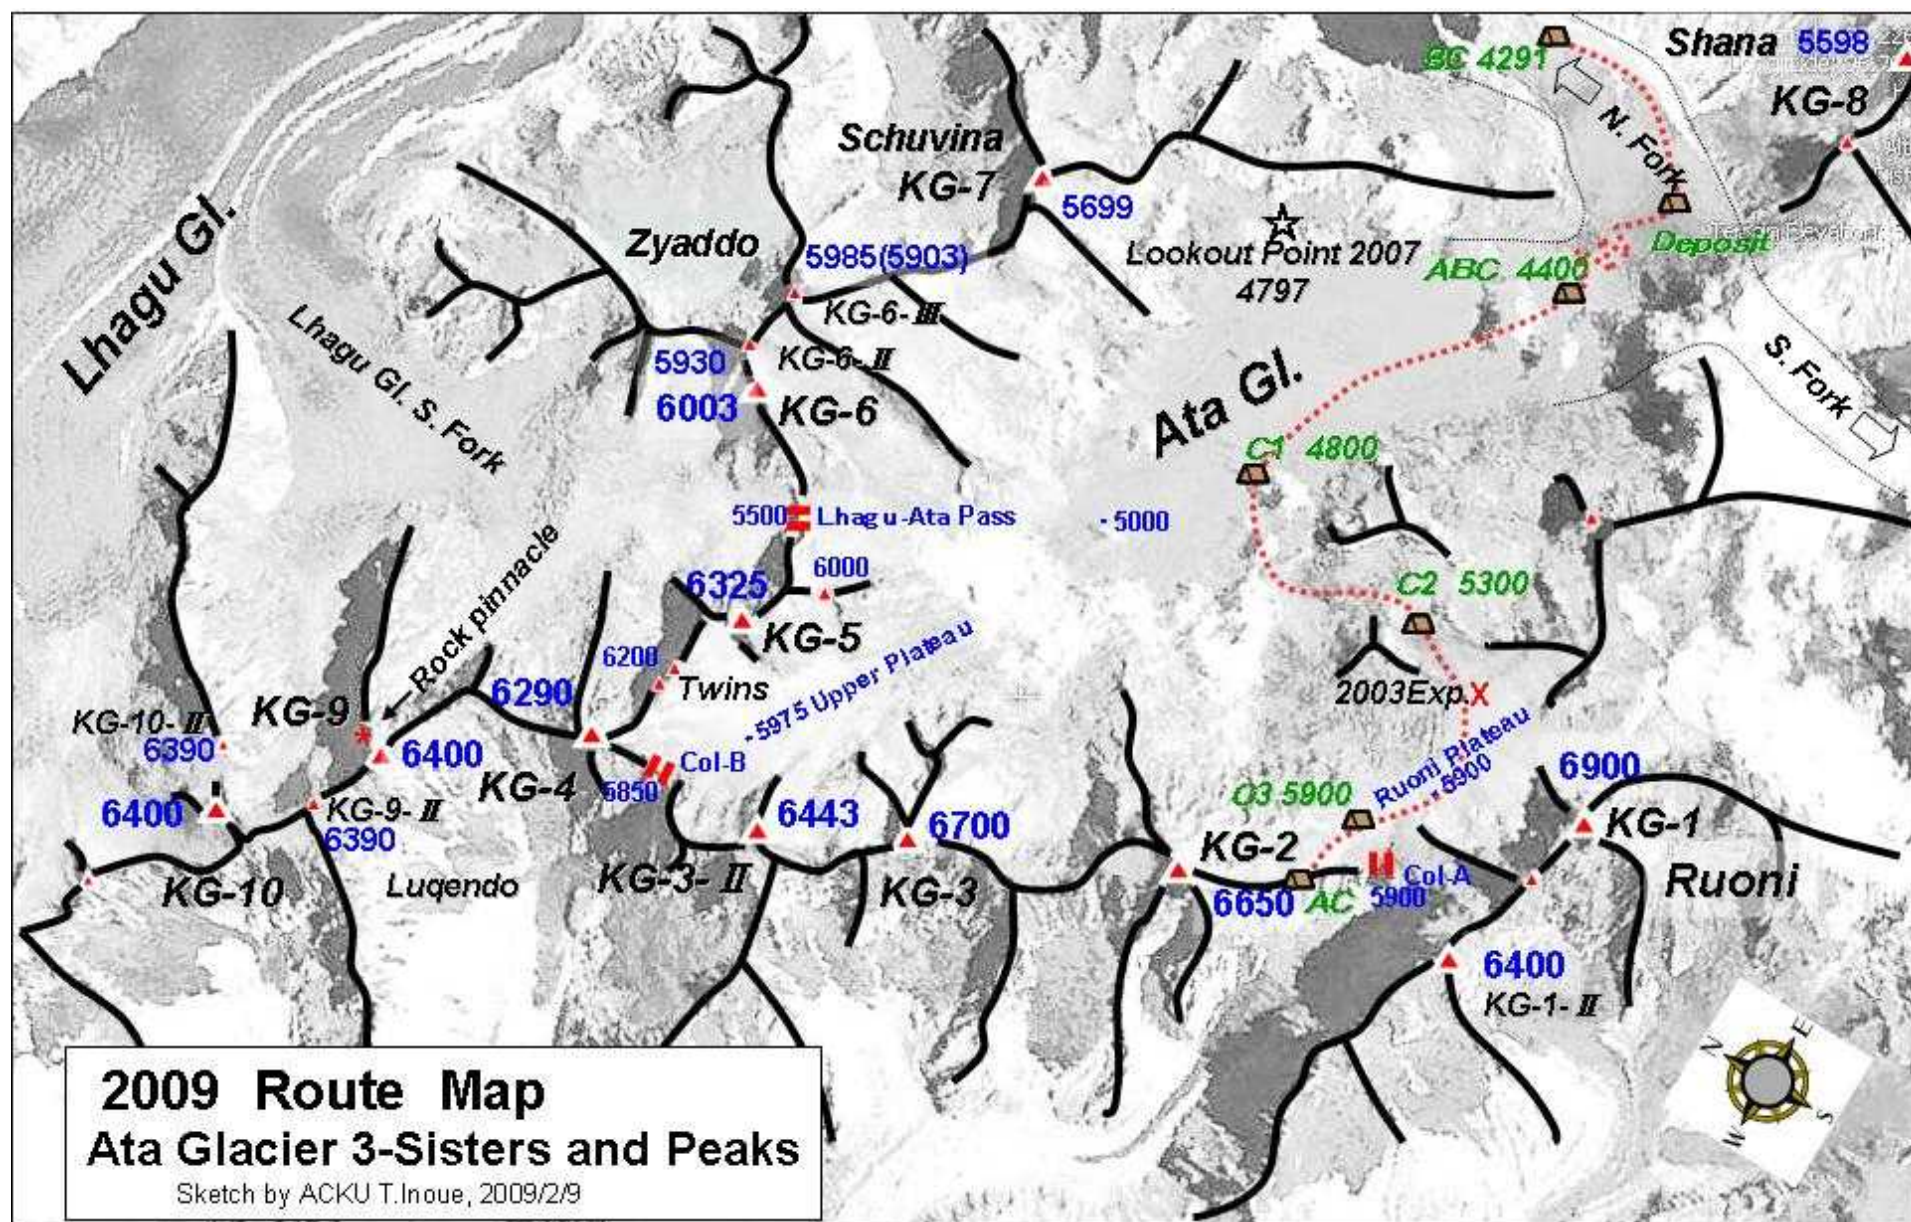 BC 4291
Shana 5598
KG-8
N. Fork
Schuvina
KG-7
5699
Zyaddo
5985(5903)
Lookout Point 2007
4797
ABC 4400
Deposit
Lhagu Gl.
Lhagu Gl. S. Fork
KG-6-III
5930
KG-6-II
6003
KG-6
Ata Gl.
S. Fork
C1 4800
5500
Lhagu-Ata Pass
5000
Rock pinnacle
6325
6000
C2 5300
KG-5
6200
Twins
5975 Upper Plateau
2003Exp.X
KG-10-II
6390
KG-9
6400
6290
KG-4
Col-B
5850
Ruoni Plateau
5900
C3 5900
6900
KG-1
Ruoni
6400
KG-10
KG-9-II
6390
Luqendo
6443
KG-3-II
6700
KG-3
KG-2
6650
AC
Col-A
5900
6400
KG-1-II
N
E
W
S
2009 Route Map
Ata Glacier 3-Sisters and Peaks
Sketch by ACKU T.Inoue, 2009/2/9